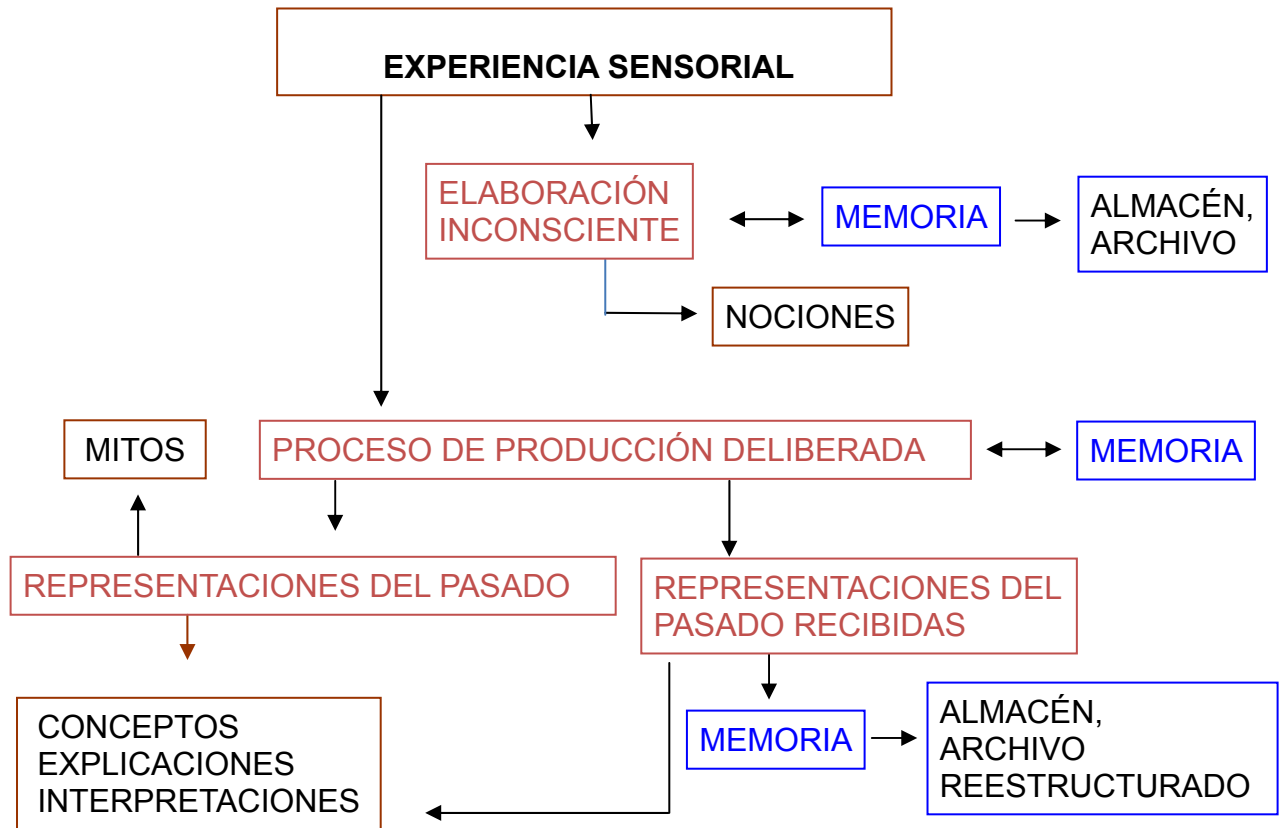 EXPERIENCIA SENSORIAL
ELABORACIÓN
INCONSCIENTE
MEMORIA
ALMACÉN,
ARCHIVO
NOCIONES
MITOS
PROCESO DE PRODUCCIÓN DELIBERADA
MEMORIA
REPRESENTACIONES DEL PASADO
REPRESENTACIONES DEL
PASADO RECIBIDAS
CONCEPTOS
EXPLICACIONES
INTERPRETACIONES
MEMORIA
ALMACÉN,
ARCHIVO
REESTRUCTURADO